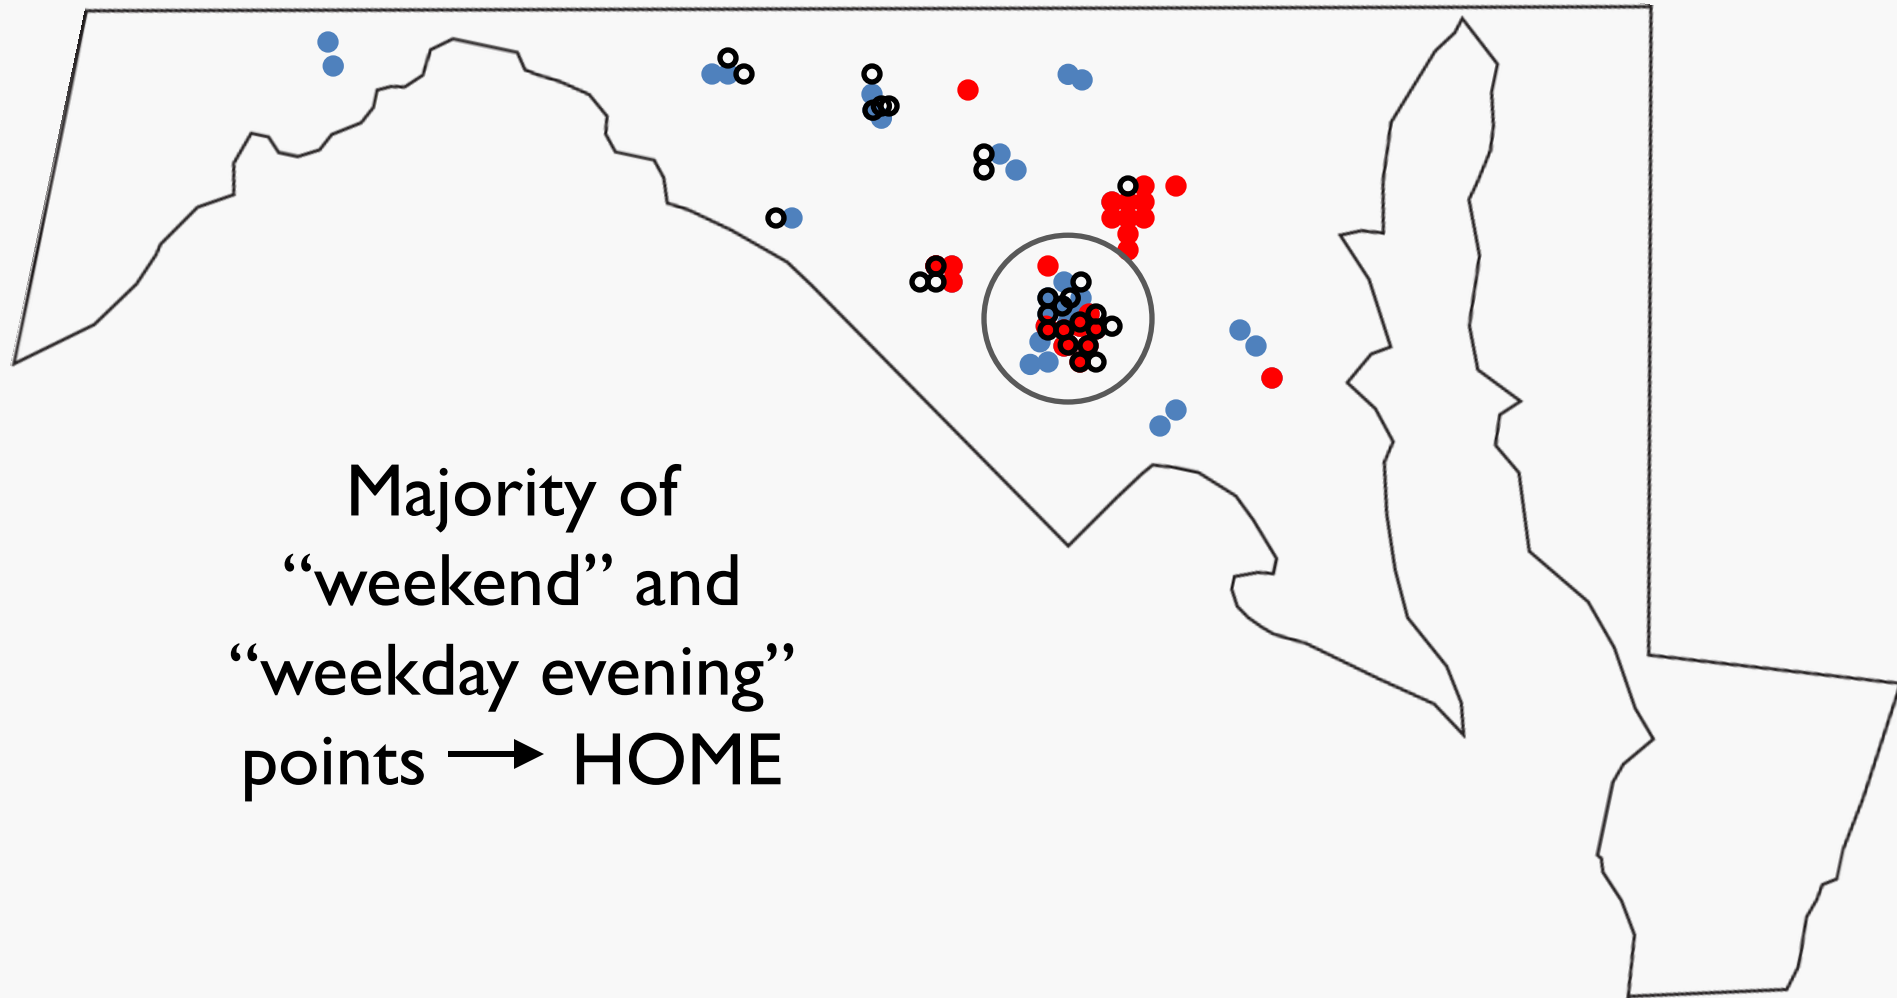 Majority of
“weekend” and
“weekday evening”
points → HOME